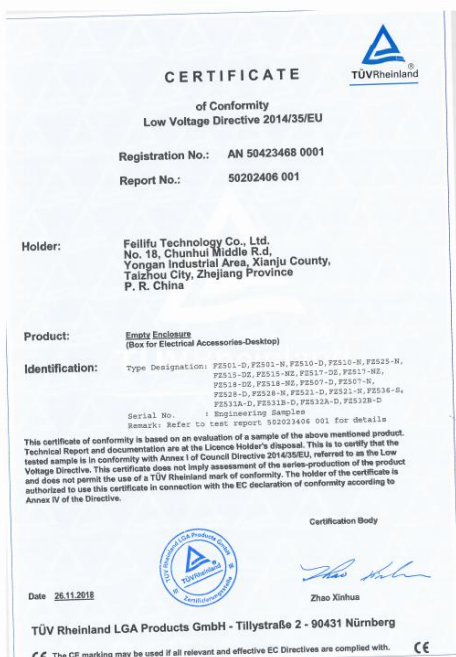 TÜVRheinland®
CERTIFICATE
of Conformity
Low Voltage Directive 2014/35/EU
Registration No.: AN 50423468 0001
Report No.: 50202406 001
Holder: Feilifu Technology Co., Ltd.
No. 18, Chunhui Middle R.d,
Yongan Industrial Area, Xianju County,
Taizhou City, Zhejiang Province
P. R. China
Product: Empty Enclosure
(Box for Electrical Accessories-Desktop)
Identification: Type Designation: FZ501-D,FZ501-N,FZ510-D,FZ510-N,FZ525-N,
FZ515-DZ,FZ515-NZ,FZ517-DZ,FZ517-NZ,
FZ518-DZ,FZ518-NZ,FZ507-D,FZ507-N,
FZ528-D,FZ528-N,FZ521-D,FZ521-N,FZ536-S,
FZ531A-D,FZ531B-D,FZ532A-D,FZ532B-D
Serial No. : Engineering Samples
Remark: Refer to test report 502023406 001 for details
This certificate of conformity is based on an evaluation of a sample of the above mentioned product.
Technical Report and documentation are at the Licence Holder's disposal. This is to certify that the
tested sample is in conformity with Annex I of Council Directive 2014/35/EU, referred to as the Low
Voltage Directive. This certificate does not imply assessment of the series-production of the product
and does not permit the use of a TÜV Rheinland mark of conformity. The holder of the certificate is
authorized to use this certificate in connection with the EC declaration of conformity according to
Annex IV of the Directive.
Certification Body
TÜV Rheinland LGA Products GmbH
TÜVRheinland
Zertifizierungsstelle
Date 26.11.2018
Zhao Xinhua
TÜV Rheinland LGA Products GmbH - Tillystraße 2 - 90431 Nürnberg
CE The CE marking may be used if all relevant and effective EC Directives are complied with. CE